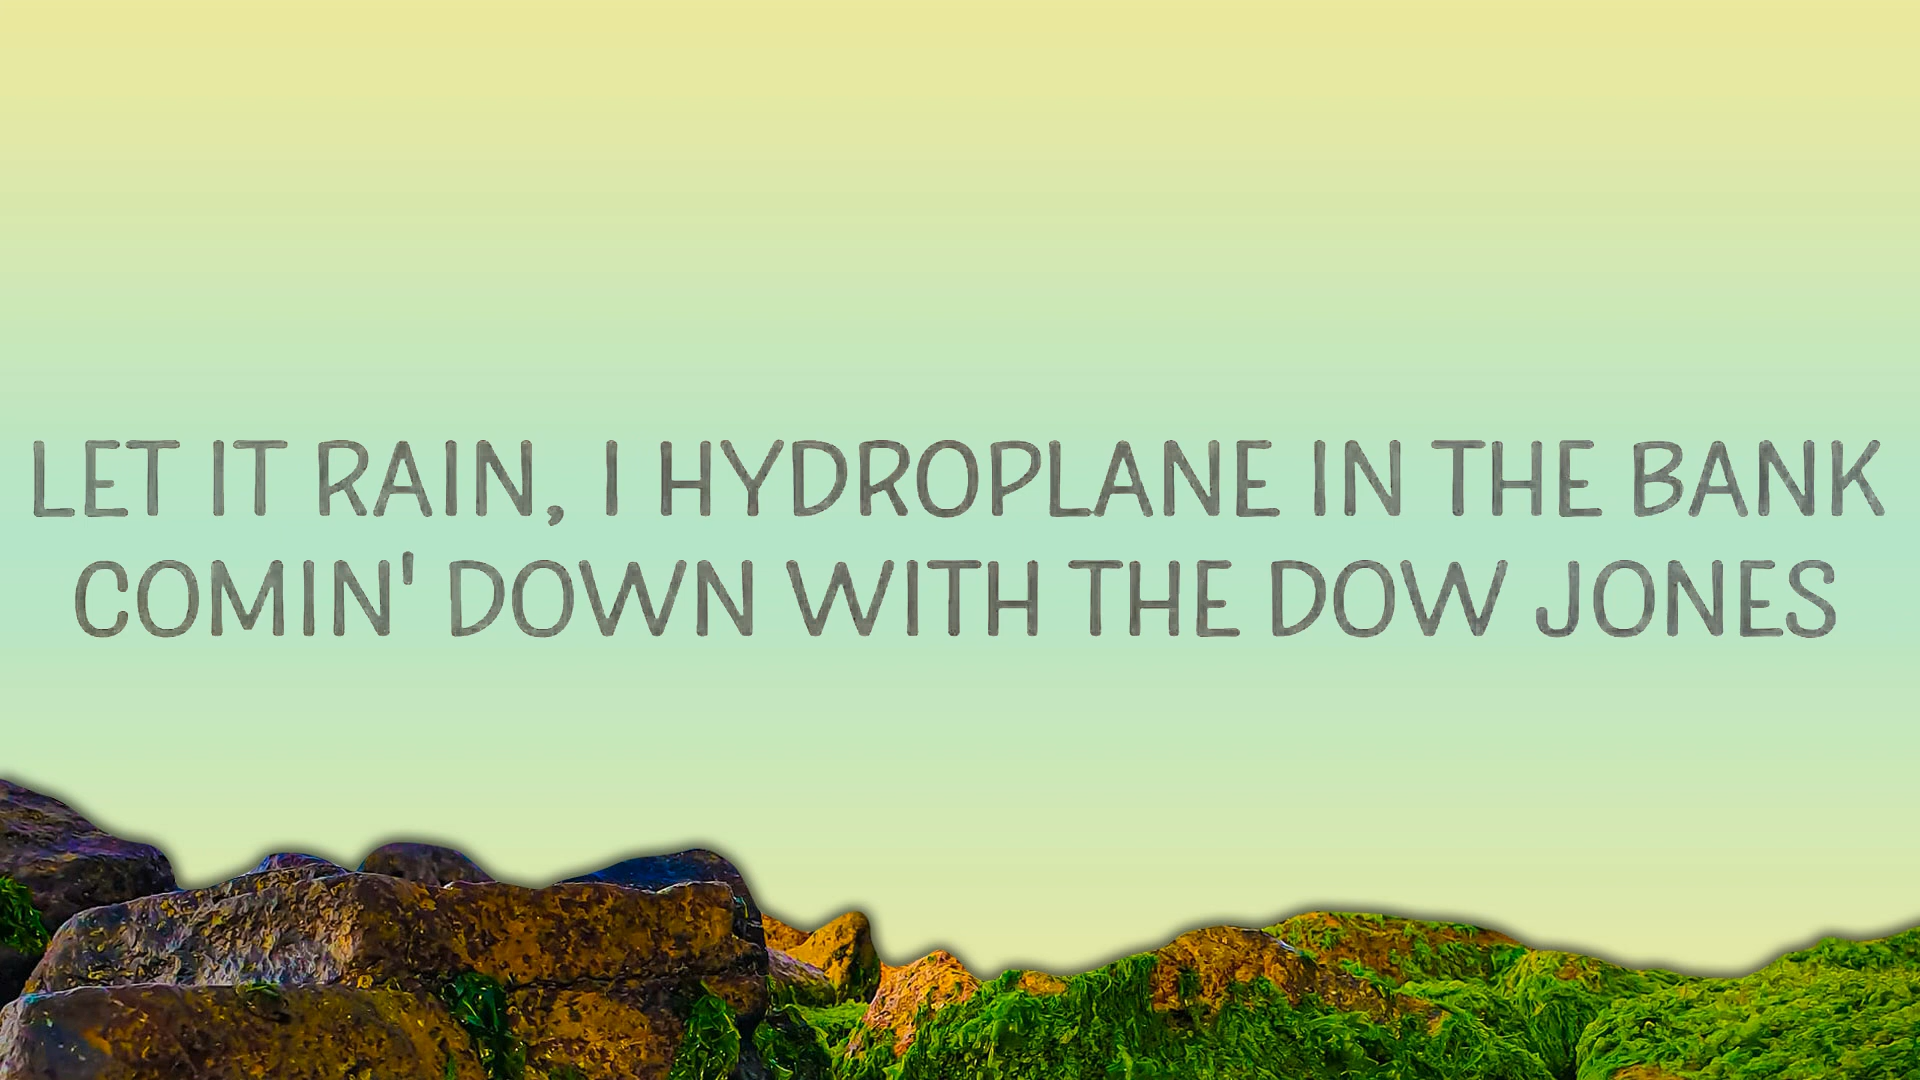 LET IT RAIN, I HYDROPLANE IN THE BANK
COMIN' DOWN WITH THE DOW JONES